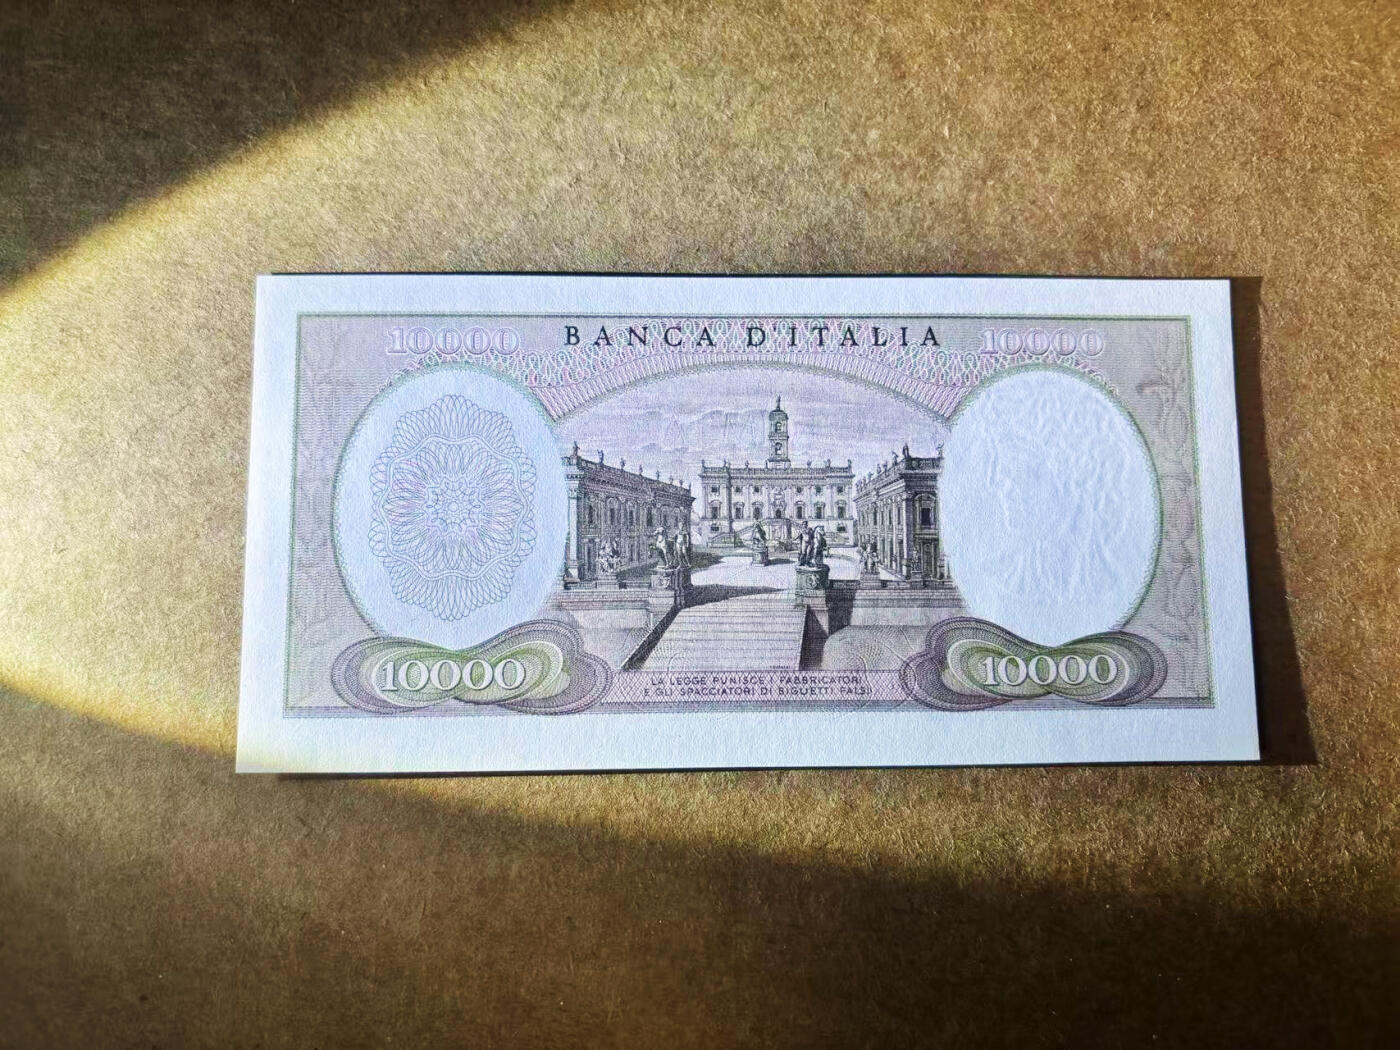 10000 BANCA D'ITALIA 10000
10000 10000
LA LEGGE PUNISCE I FABBRICATORI
E GLI SPACCIATORI DI BIGLIETTI FALSI